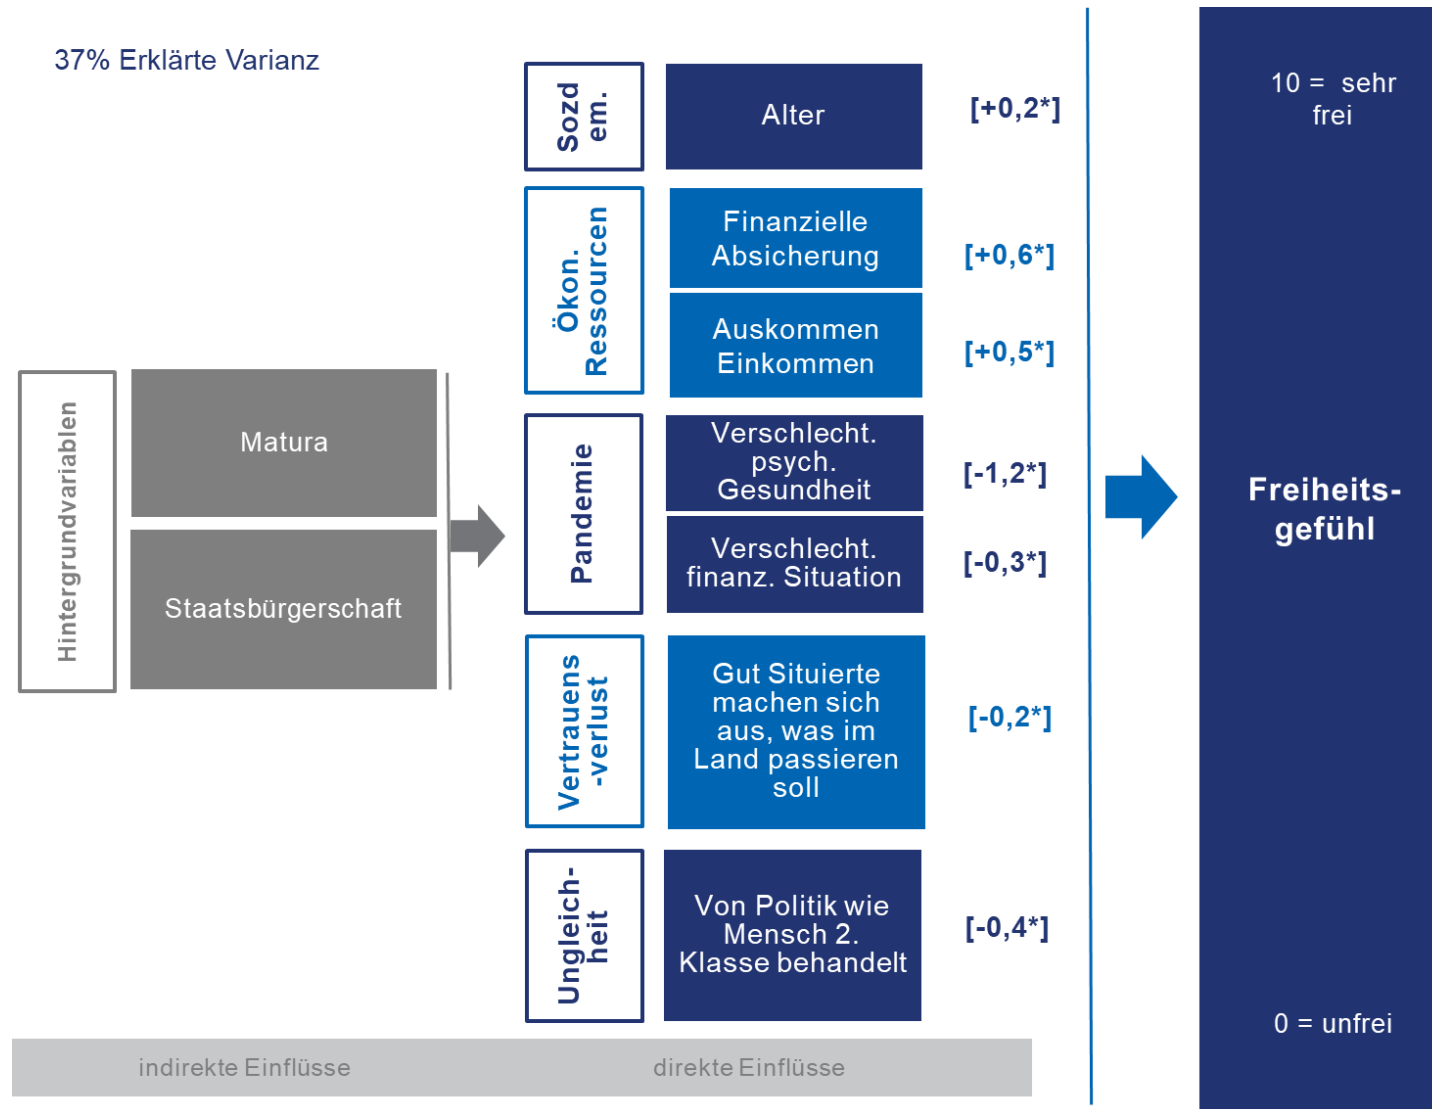 37% Erklärte Varianz
Hintergrundvariablen
Matura
Staatsbürgerschaft
Sozd
em.
Alter
[+0,2*]
Ökon.
Ressourcen
Finanzielle
Absicherung
[+0,6*]
Auskommen
Einkommen
[+0,5*]
Pandemie
Verschlecht.
psych.
Gesundheit
[-1,2*]
Verschlecht.
finanz. Situation
[-0,3*]
Vertrauens
-verlust
Gut Situierte
machen sich
aus, was im
Land passieren
soll
[-0,2*]
Ungleich-
heit
Von Politik wie
Mensch 2.
Klasse behandelt
[-0,4*]
10 = sehr
frei
Freiheits-
gefühl
0 = unfrei
indirekte Einflüsse
direkte Einflüsse